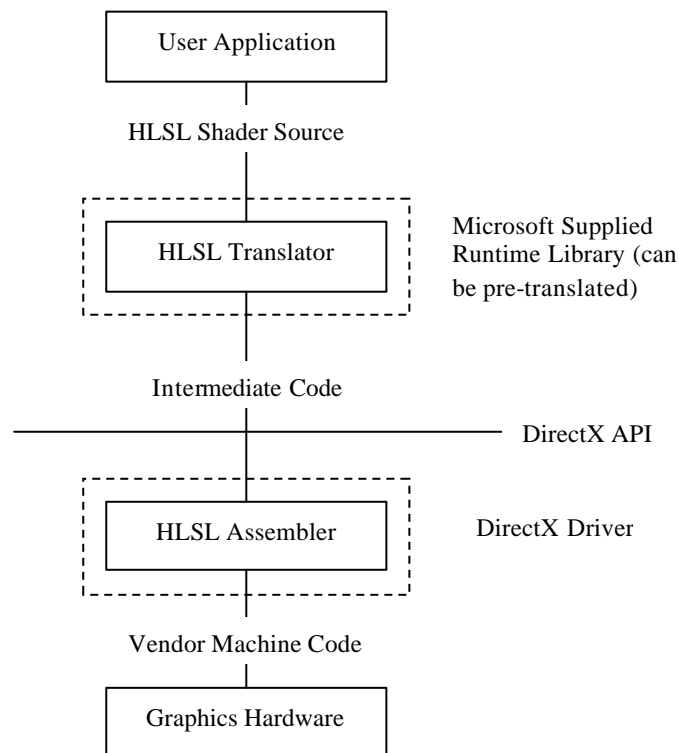 User Application
HLSL Shader Source
HLSL Translator
Microsoft Supplied
Runtime Library (can
be pre-translated)
Intermediate Code
DirectX API
HLSL Assembler
DirectX Driver
Vendor Machine Code
Graphics Hardware